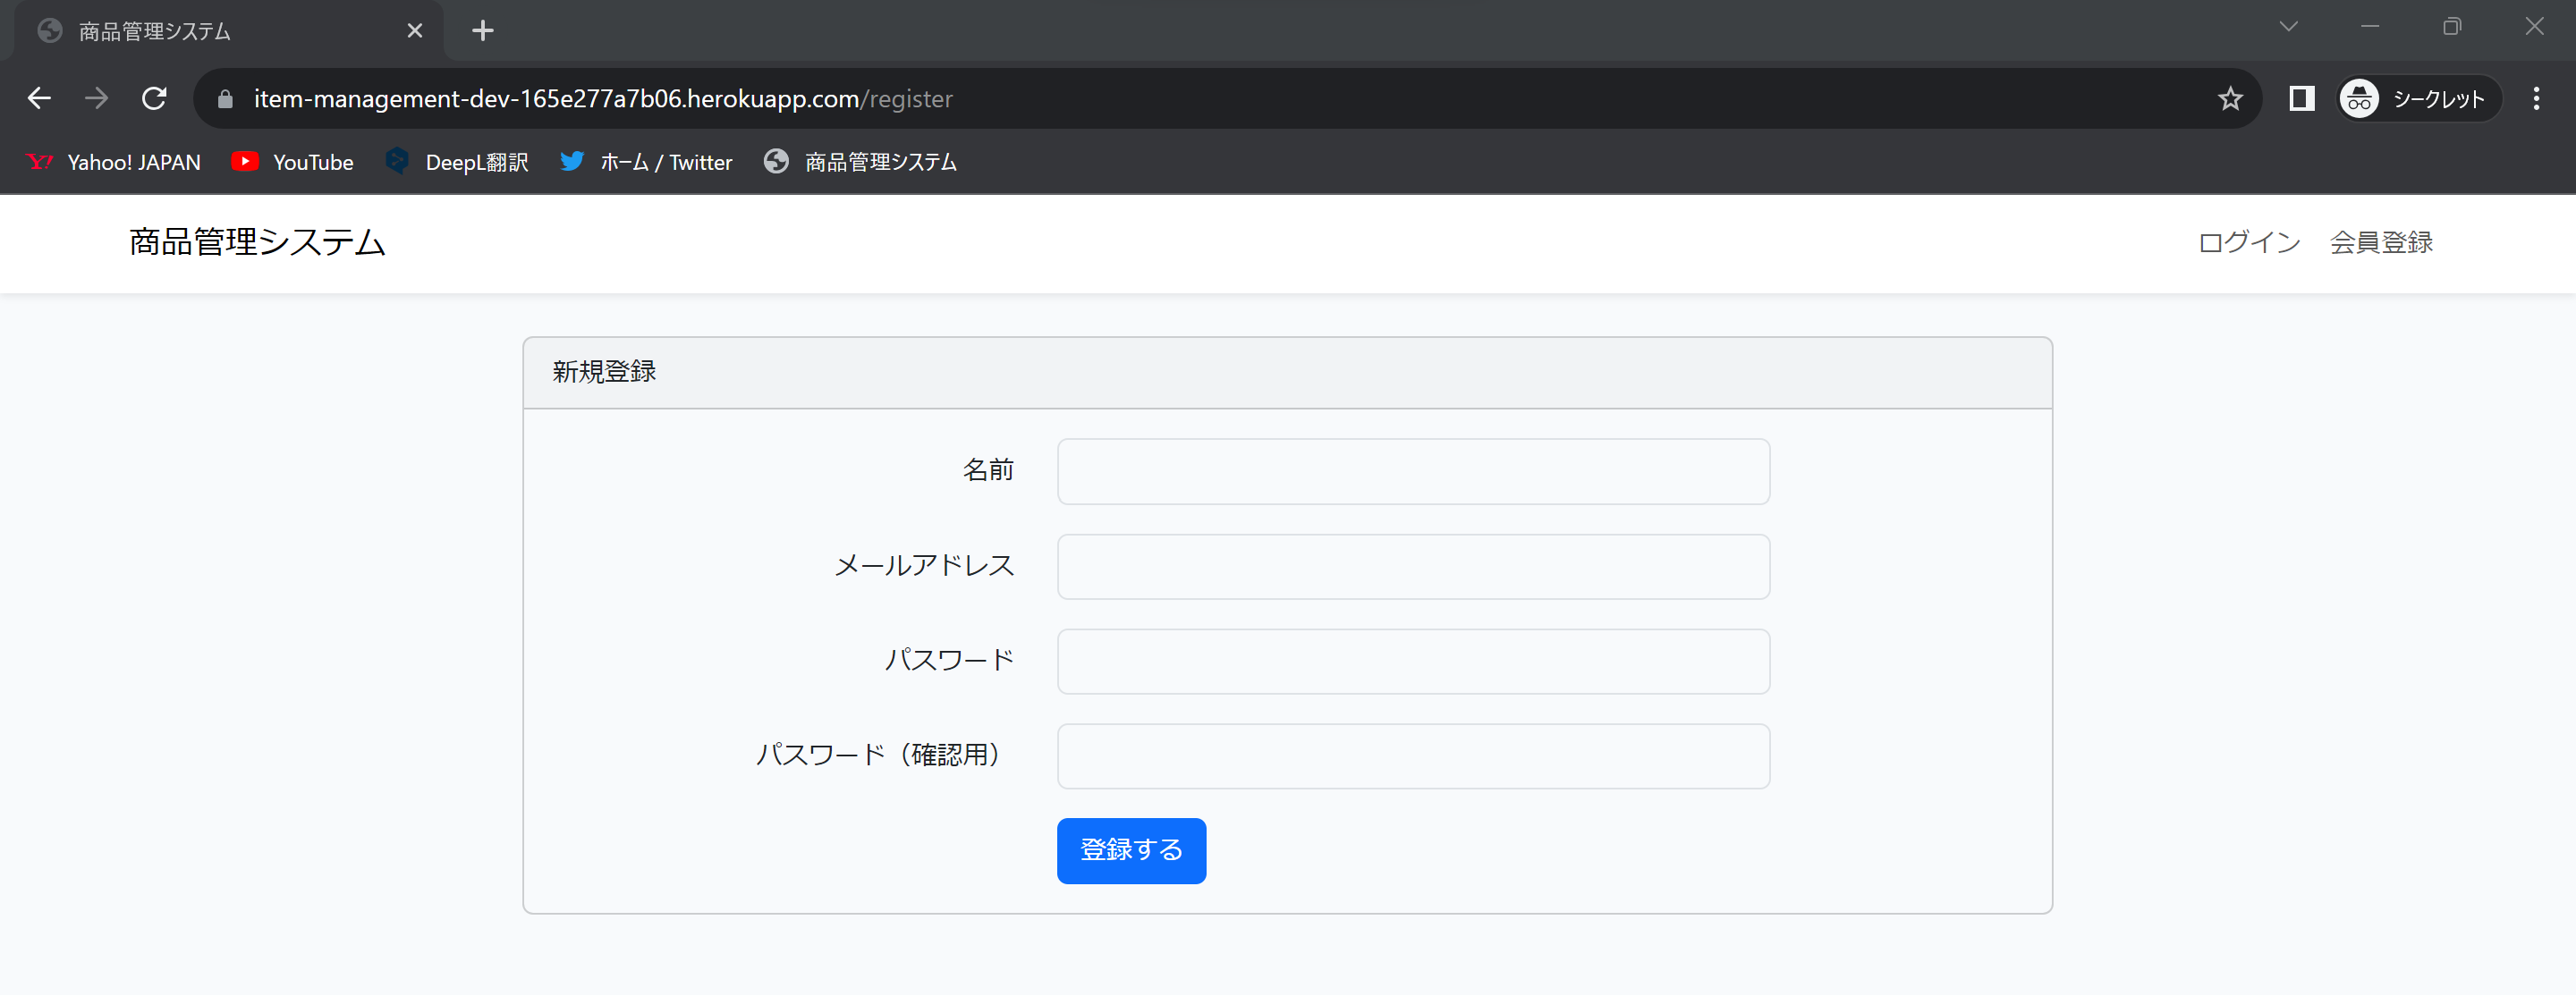 商品管理システム
item-management-dev-165e277a7b06.herokuapp.com/register
シークレット
Yahoo! JAPAN YouTube DeepL翻訳 ホーム / Twitter 商品管理システム
商品管理システム ログイン 会員登録
新規登録
名前
メールアドレス
パスワード
パスワード（確認用）
登録する